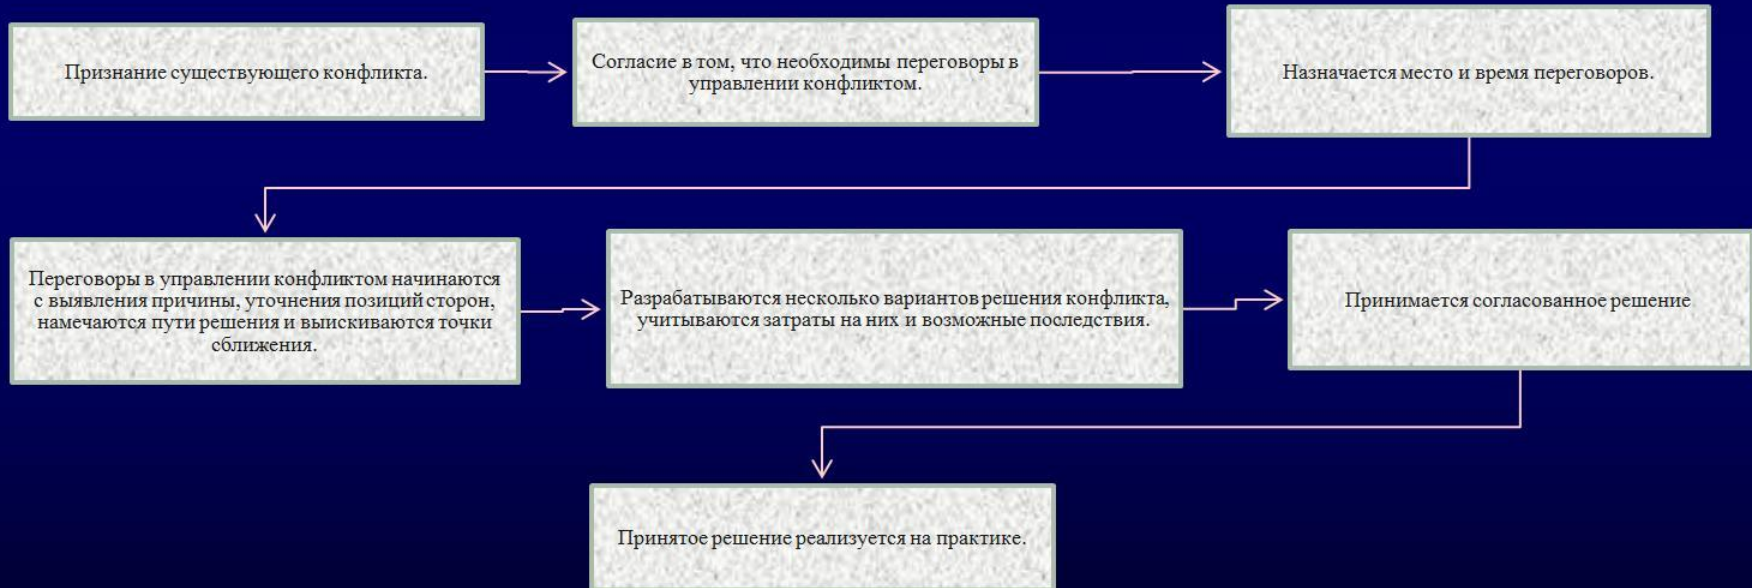 Признание существующего конфликта.
Согласие в том, что необходимы переговоры в
управлении конфликтом.
Назначается место и время переговоров.
Переговоры в управлении конфликтом начинаются
с выявления причины, уточнения позиций сторон,
намечаются пути решения и выискиваются точки
сближения.
Разрабатываются несколько вариантов решения конфликта,
учитываются затраты на них и возможные последствия.
Принимается согласованное решение
Принятое решение реализуется на практике.